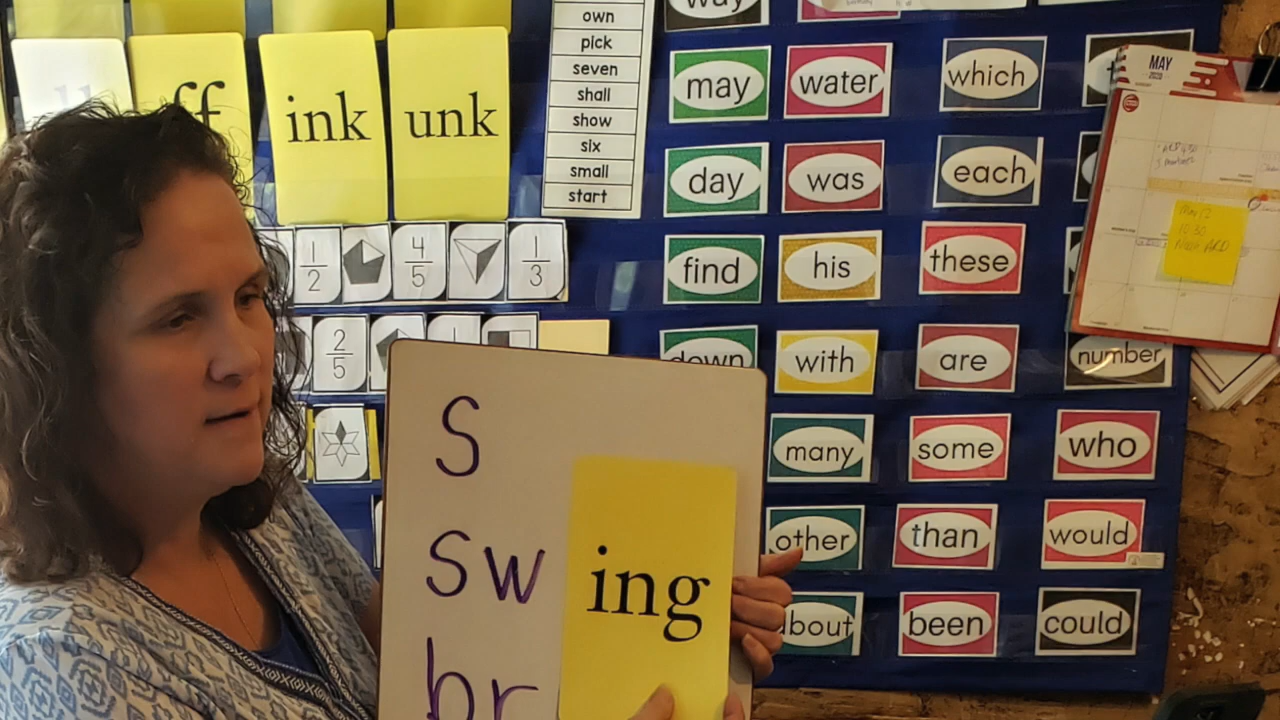 ff
ink
unk
own
pick
seven
shall
show
six
small
start
1/2
4/5
1/3
2/5
way
may
water
which
day
was
each
find
his
these
down
with
are
number
many
some
who
other
than
would
about
been
could
MAY
S
sw
br
ing